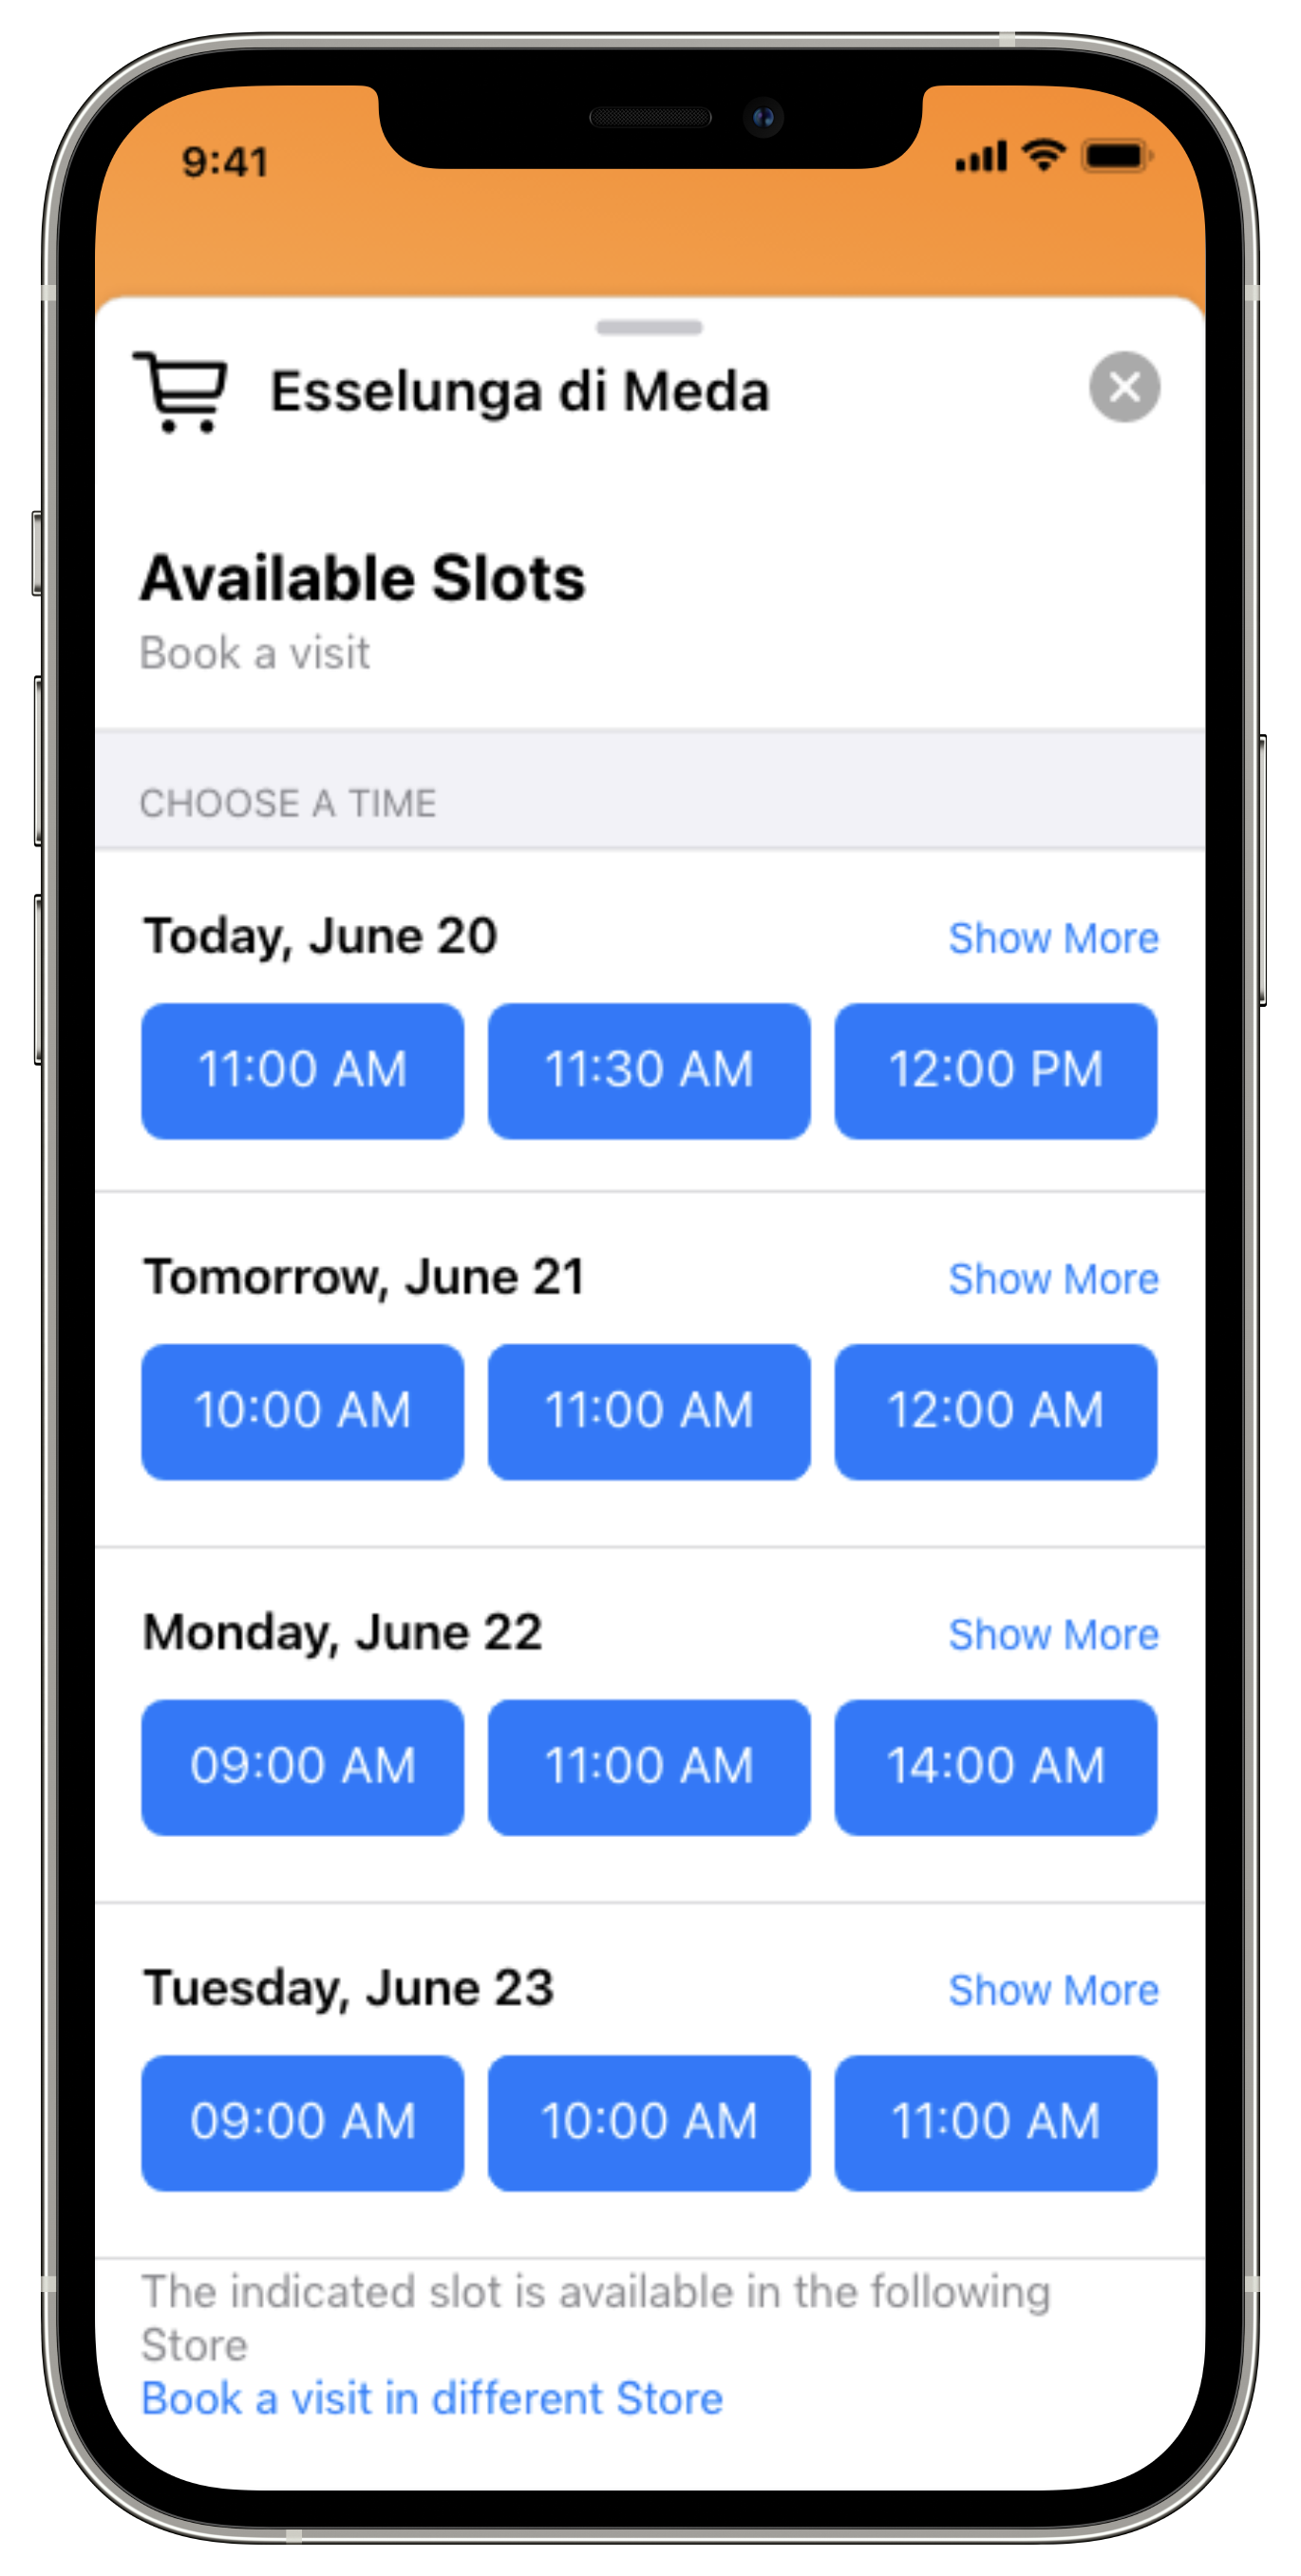 9:41
Esselunga di Meda
Available Slots
Book a visit
CHOOSE A TIME
Today, June 20 Show More
11:00 AM 11:30 AM 12:00 PM
Tomorrow, June 21 Show More
10:00 AM 11:00 AM 12:00 AM
Monday, June 22 Show More
09:00 AM 11:00 AM 14:00 AM
Tuesday, June 23 Show More
09:00 AM 10:00 AM 11:00 AM
The indicated slot is available in the following
Store
Book a visit in different Store